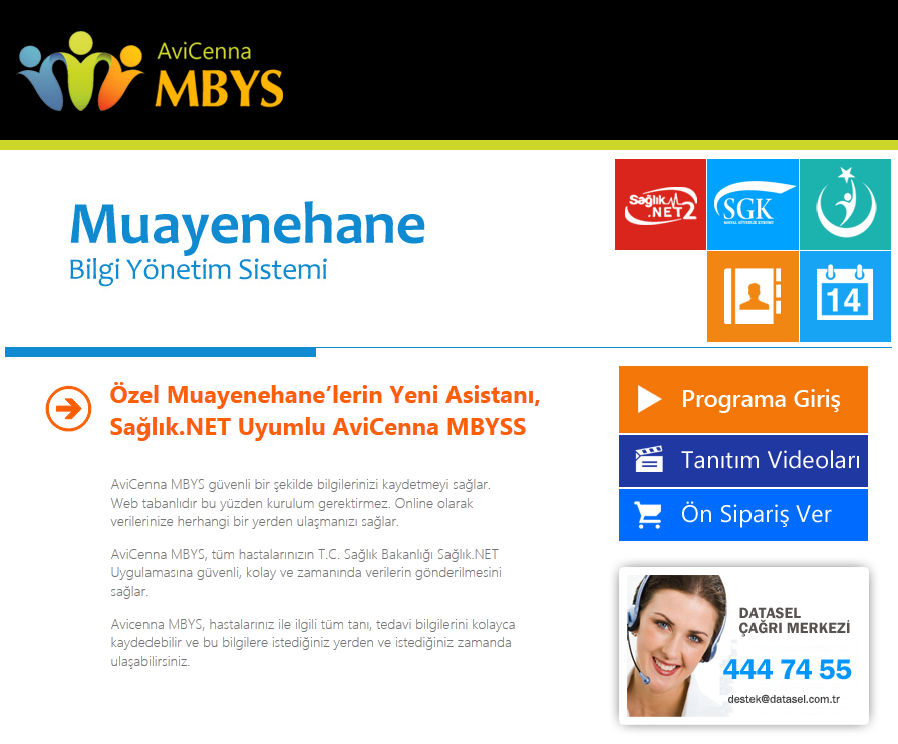 AviCenna
MBYS
Muayenehane
Bilgi Yönetim Sistemi
Sağlık
.NET 2
SGK
SOSYAL GÜVENLİK KURUMU
14
Özel Muayenehane’lerin Yeni Asistanı,
Sağlık.NET Uyumlu AviCenna MBYSS
AviCenna MBYS güvenli bir şekilde bilgilerinizi kaydetmeyi sağlar.
Web tabanlıdır bu yüzden kurulum gerektirmez. Online olarak
verilerinize herhangi bir yerden ulaşmanızı sağlar.
AviCenna MBYS, tüm hastalarınızın T.C. Sağlık Bakanlığı Sağlık.NET
Uygulamasına güvenli, kolay ve zamanında verilerin gönderilmesini
sağlar.
Avicenna MBYS, hastalarınız ile ilgili tüm tanı, tedavi bilgilerini kolayca
kaydedebilir ve bu bilgilere istediğiniz yerden ve istediğiniz zamanda
ulaşabilirsiniz.
Programa Giriş
Tanıtım Videoları
Ön Sipariş Ver
DATASEL
ÇAĞRI MERKEZİ
444 74 55
destek@datasel.com.tr